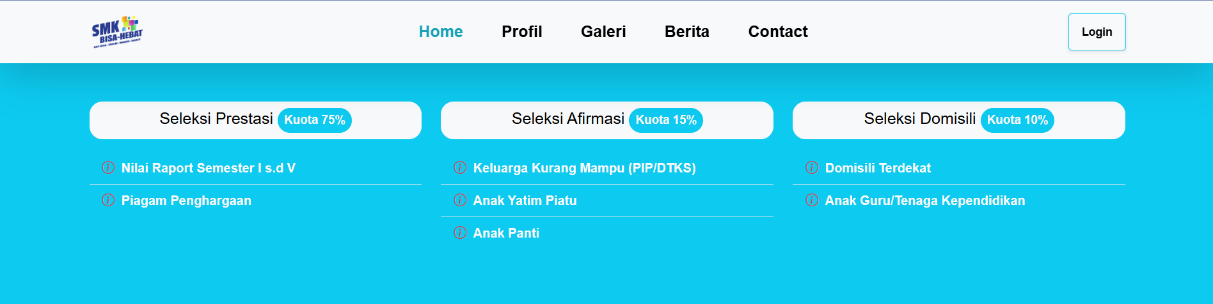 SMK
BISA-HEBAT
Home Profil Galeri Berita Contact Login
Seleksi Prestasi Kuota 75%
Nilai Raport Semester I s.d V
Piagam Penghargaan
Seleksi Afirmasi Kuota 15%
Keluarga Kurang Mampu (PIP/DTKS)
Anak Yatim Piatu
Anak Panti
Seleksi Domisili Kuota 10%
Domisili Terdekat
Anak Guru/Tenaga Kependidikan